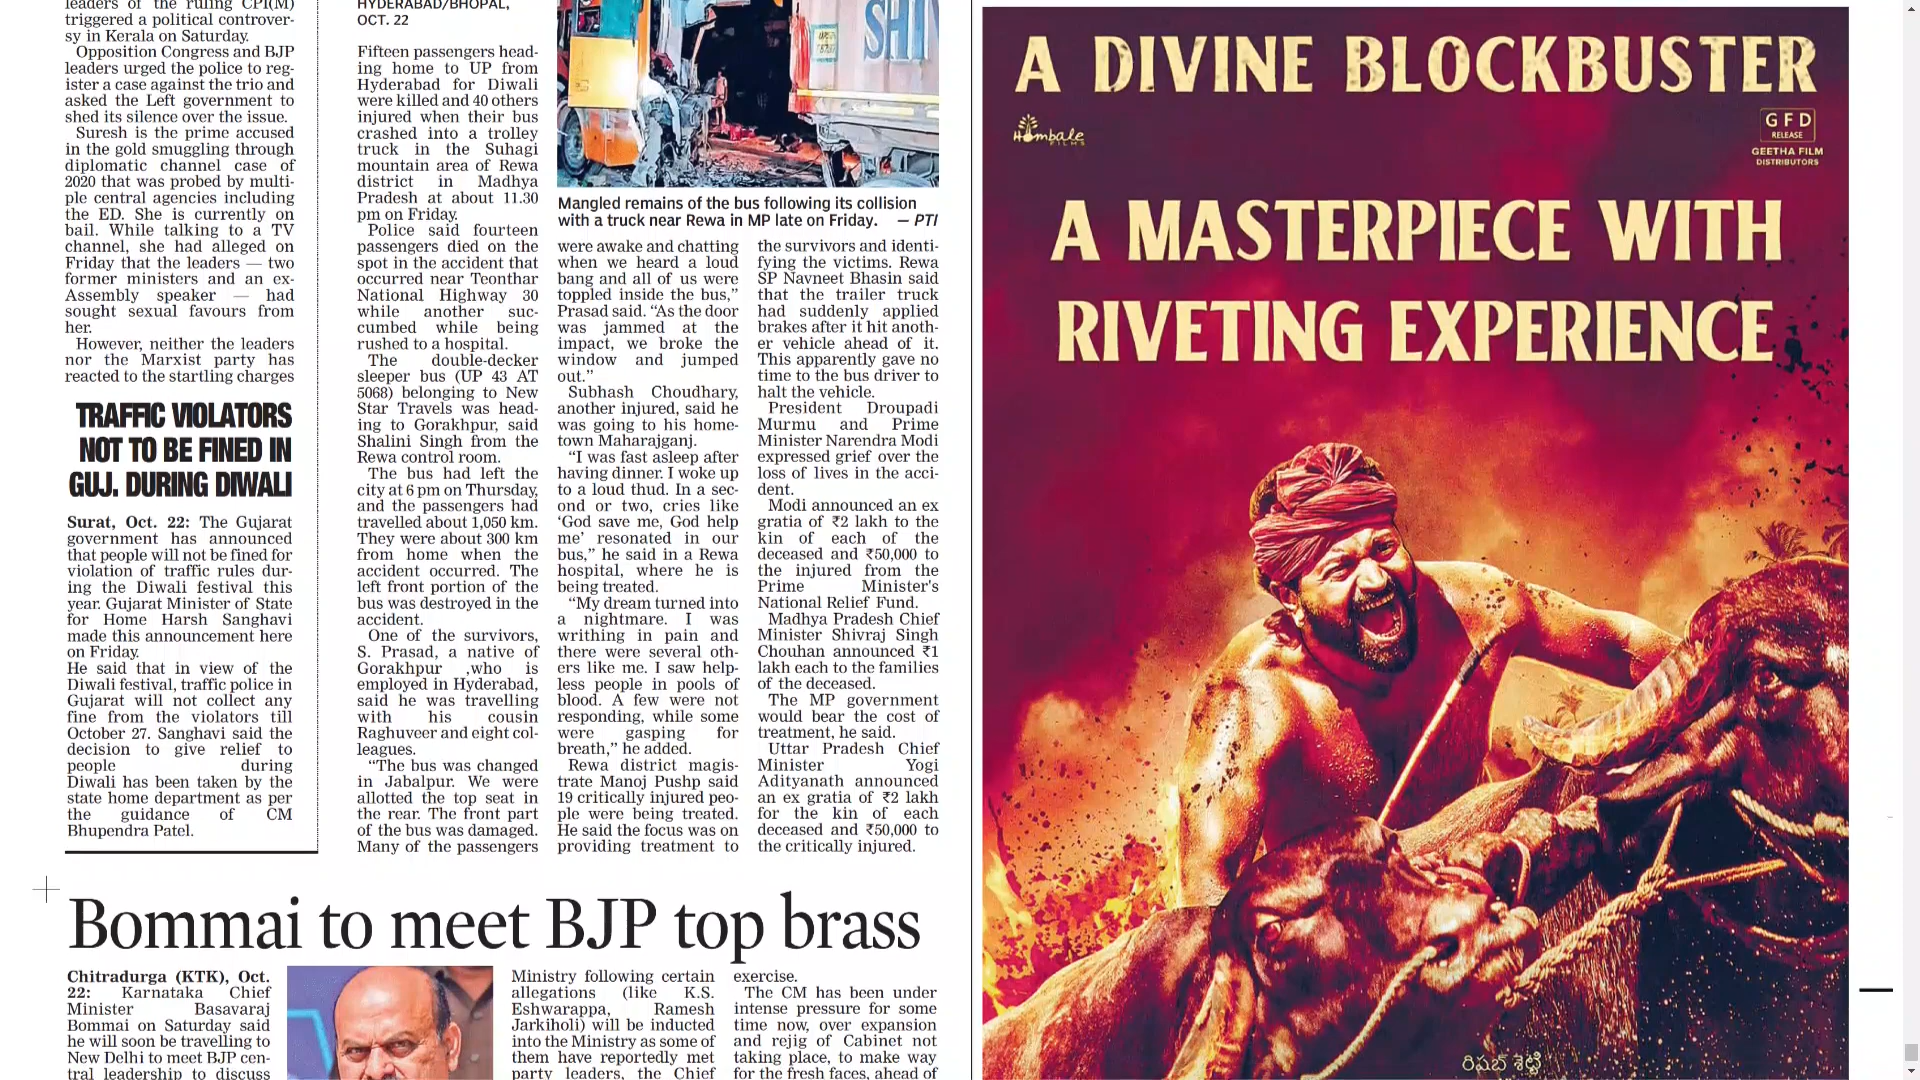 leaders of the ruling CPI(M)
triggered a political controver-
sy in Kerala on Saturday.
Opposition Congress and BJP
leaders urged the police to reg-
ister a case against the trio and
asked the Left government to
shed its silence over the issue.
Suresh is the prime accused
in the gold smuggling through
diplomatic channel case of
2020 that was probed by multi-
ple central agencies including
the ED. She is currently on
bail. While talking to a TV
channel, she had alleged on
Friday that the leaders — two
former ministers and an ex-
Assembly speaker — had
sought sexual favours from
her.
However, neither the leaders
nor the Marxist party has
reacted to the startling charges
TRAFFIC VIOLATORS
NOT TO BE FINED IN
GUJ. DURING DIWALI
Surat, Oct. 22: The Gujarat
government has announced
that people will not be fined for
violation of traffic rules dur-
ing the Diwali festival this
year. Gujarat Minister of State
for Home Harsh Sanghavi
made this announcement here
on Friday.
He said that in view of the
Diwali festival, traffic police in
Gujarat will not collect any
fine from the violators till
October 27. Sanghavi said the
decision to give relief to
people during
Diwali has been taken by the
state home department as per
the guidance of CM
Bhupendra Patel.
HYDERABAD/BHOPAL,
OCT. 22
Fifteen passengers head-
ing home to UP from
Hyderabad for Diwali
were killed and 40 others
injured when their bus
crashed into a trolley
truck in the Suhagi
mountain area of Rewa
district in Madhya
Pradesh at about 11.30
pm on Friday.
Police said fourteen
passengers died on the
spot in the accident that
occurred near Teonthar
National Highway 30
while another suc-
cumbed while being
rushed to a hospital.
The double-decker
sleeper bus (UP 43 AT
5068) belonging to New
Star Travels was head-
ing to Gorakhpur, said
Shalini Singh from the
Rewa control room.
The bus had left the
city at 6 pm on Thursday,
and the passengers had
travelled about 1,050 km.
They were about 300 km
from home when the
accident occurred. The
left front portion of the
bus was destroyed in the
accident.
One of the survivors,
S. Prasad, a native of
Gorakhpur ,who is
employed in Hyderabad,
said he was travelling
with his cousin
Raghuveer and eight col-
leagues.
“The bus was changed
in Jabalpur. We were
allotted the top seat in
the rear. The front part
of the bus was damaged.
Many of the passengers
SHI
Mangled remains of the bus following its collision
with a truck near Rewa in MP late on Friday. — PTI
were awake and chatting
when we heard a loud
bang and all of us were
toppled inside the bus,”
Prasad said. “As the door
was jammed at the
impact, we broke the
window and jumped
out.”
Subhash Choudhary,
another injured, said he
was going to his home-
town Maharajganj.
“I was fast asleep after
having dinner. I woke up
to a loud thud. In a sec-
ond or two, cries like
‘God save me, God help
me’ resonated in our
bus,” he said in a Rewa
hospital, where he is
being treated.
“My dream turned into
a nightmare. I was
writhing in pain and
there were several oth-
ers like me. I saw help-
less people in pools of
blood. A few were not
responding, while some
were gasping for
breath,” he added.
Rewa district magis-
trate Manoj Pushp said
19 critically injured peo-
ple were being treated.
He said the focus was on
providing treatment to
the survivors and identi-
fying the victims. Rewa
SP Navneet Bhasin said
that the trailer truck
had suddenly applied
brakes after it hit anoth-
er vehicle ahead of it.
This apparently gave no
time to the bus driver to
halt the vehicle.
President Droupadi
Murmu and Prime
Minister Narendra Modi
expressed grief over the
loss of lives in the acci-
dent.
Modi announced an ex
gratia of ₹2 lakh to the
kin of each of the
deceased and ₹50,000 to
the injured from the
Prime Minister's
National Relief Fund.
Madhya Pradesh Chief
Minister Shivraj Singh
Chouhan announced ₹1
lakh each to the families
of the deceased.
The MP government
would bear the cost of
treatment, he said.
Uttar Pradesh Chief
Minister Yogi
Adityanath announced
an ex gratia of ₹2 lakh
for the kin of each
deceased and ₹50,000 to
the critically injured.
Bommai to meet BJP top brass
Chitradurga (KTK), Oct.
22: Karnataka Chief
Minister Basavaraj
Bommai on Saturday said
he will soon be travelling to
New Delhi to meet BJP cen-
tral leadership to discuss
Ministry following certain
allegations (like K.S.
Eshwarappa, Ramesh
Jarkiholi) will be inducted
into the Ministry as some of
them have reportedly met
party leaders, the Chief
exercise.
The CM has been under
intense pressure for some
time now, over expansion
and rejig of Cabinet not
taking place, to make way
for the fresh faces, ahead of
A DIVINE BLOCKBUSTER
Hombale
FILMS
GFD
RELEASE
GEETHA FILM
DISTRIBUTORS
A MASTERPIECE WITH
RIVETING EXPERIENCE
రిషబ్ శెట్టి